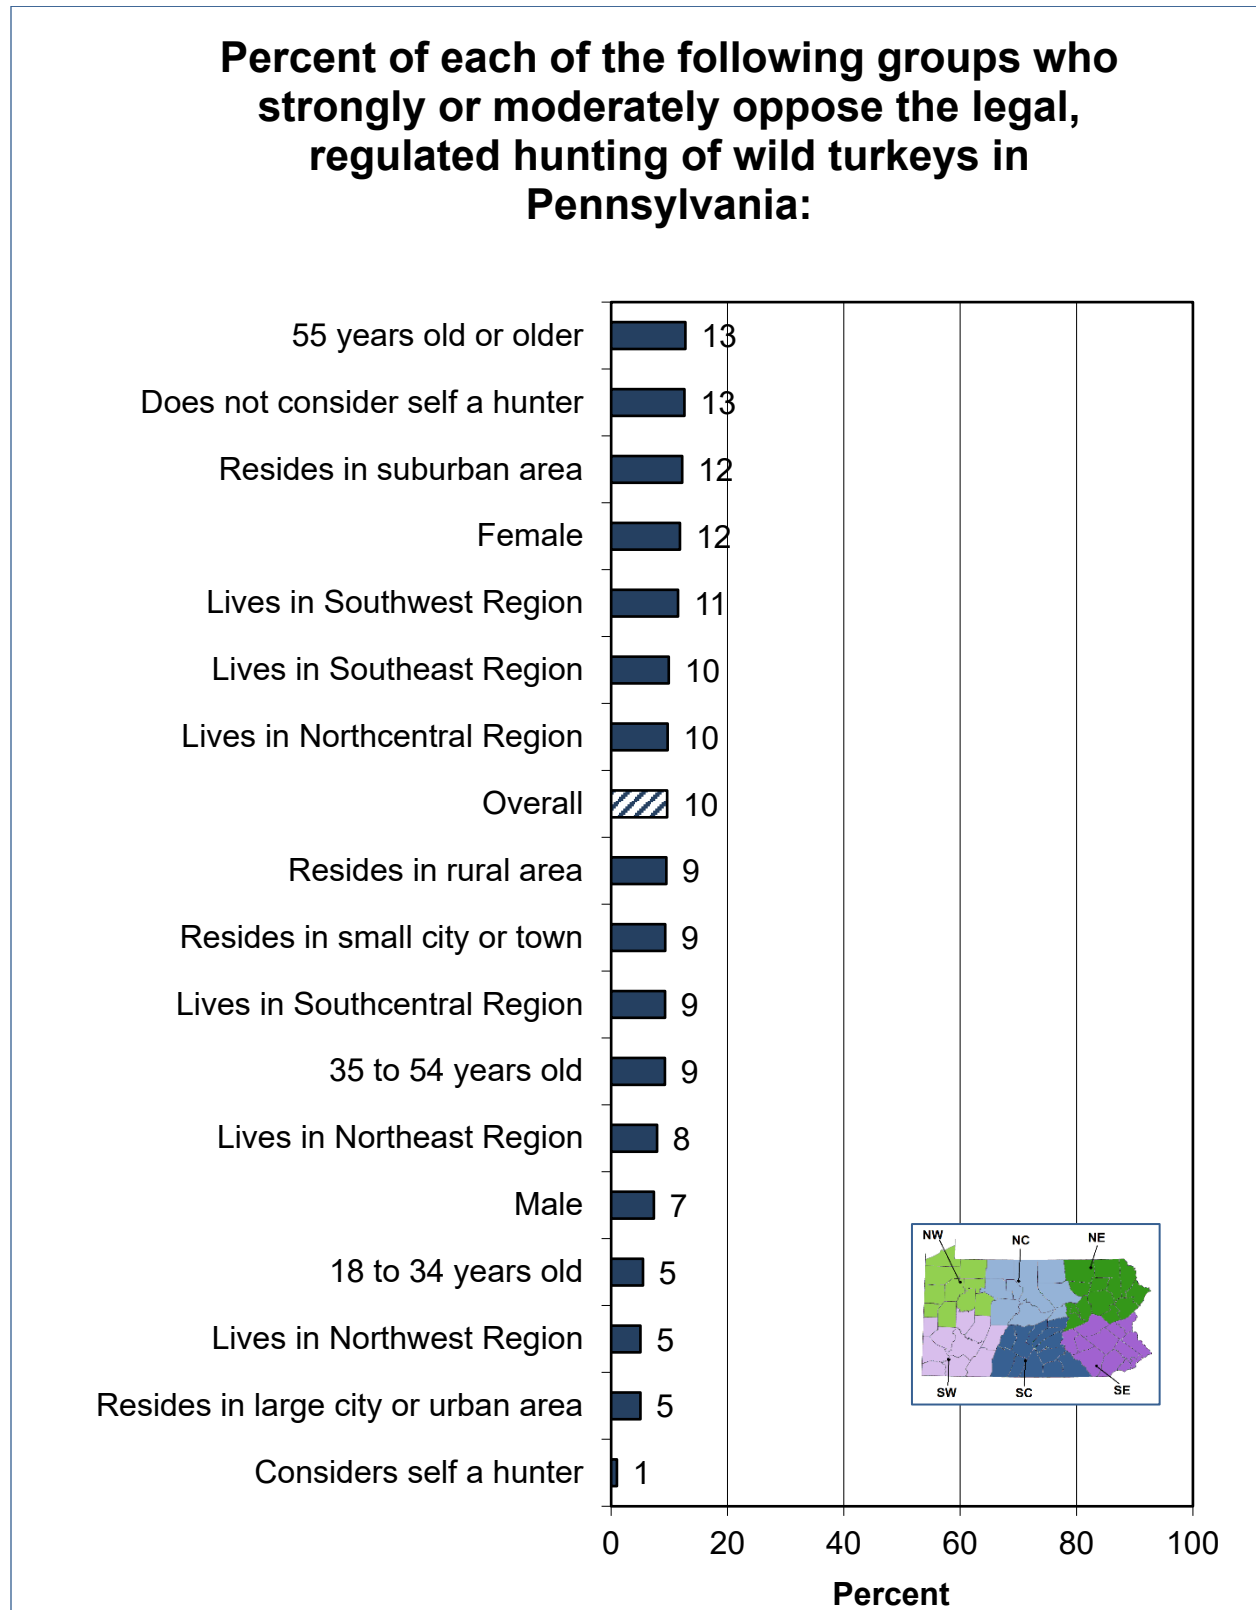 Percent of each of the following groups who
strongly or moderately oppose the legal,
regulated hunting of wild turkeys in
Pennsylvania:
55 years old or older 13
Does not consider self a hunter 13
Resides in suburban area 12
Female 12
Lives in Southwest Region 11
Lives in Southeast Region 10
Lives in Northcentral Region 10
Overall 10
Resides in rural area 9
Resides in small city or town 9
Lives in Southcentral Region 9
35 to 54 years old 9
Lives in Northeast Region 8
Male 7
18 to 34 years old 5
Lives in Northwest Region 5
Resides in large city or urban area 5
Considers self a hunter 1
NW NC NE
SW SC SE
0 20 40 60 80 100
Percent